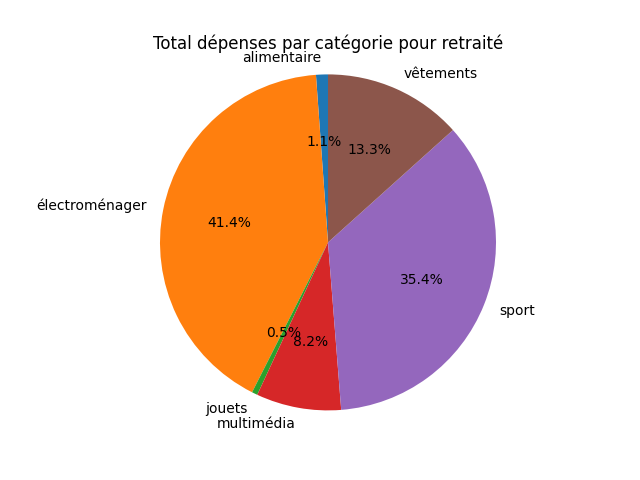 Total dépenses par catégorie pour retraité
alimentaire
vêtements
1.1%
13.3%
électroménager
41.4%
35.4%
sport
0.5%
8.2%
jouets
multimédia